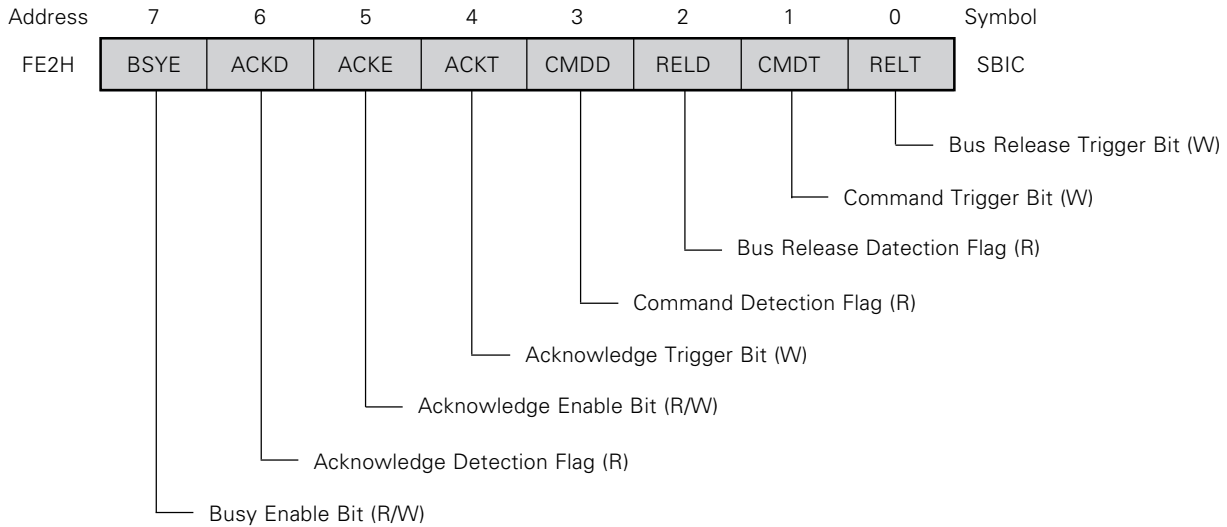 Address 7 6 5 4 3 2 1 0 Symbol
FE2H BSYE ACKD ACKE ACKT CMDD RELD CMDT RELT SBIC
Bus Release Trigger Bit (W)
Command Trigger Bit (W)
Bus Release Datection Flag (R)
Command Detection Flag (R)
Acknowledge Trigger Bit (W)
Acknowledge Enable Bit (R/W)
Acknowledge Detection Flag (R)
Busy Enable Bit (R/W)